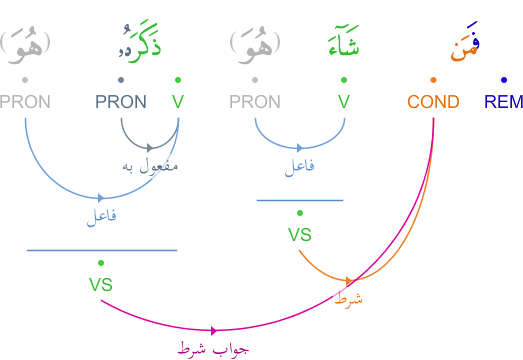 فَمَن شَآءَ (هُوَ) ذَكَرَهُۥ (هُوَ)
REM COND V PRON V PRON PRON
مفعول به
فاعل
فاعل
VS
VS
شرط
جواب شرط